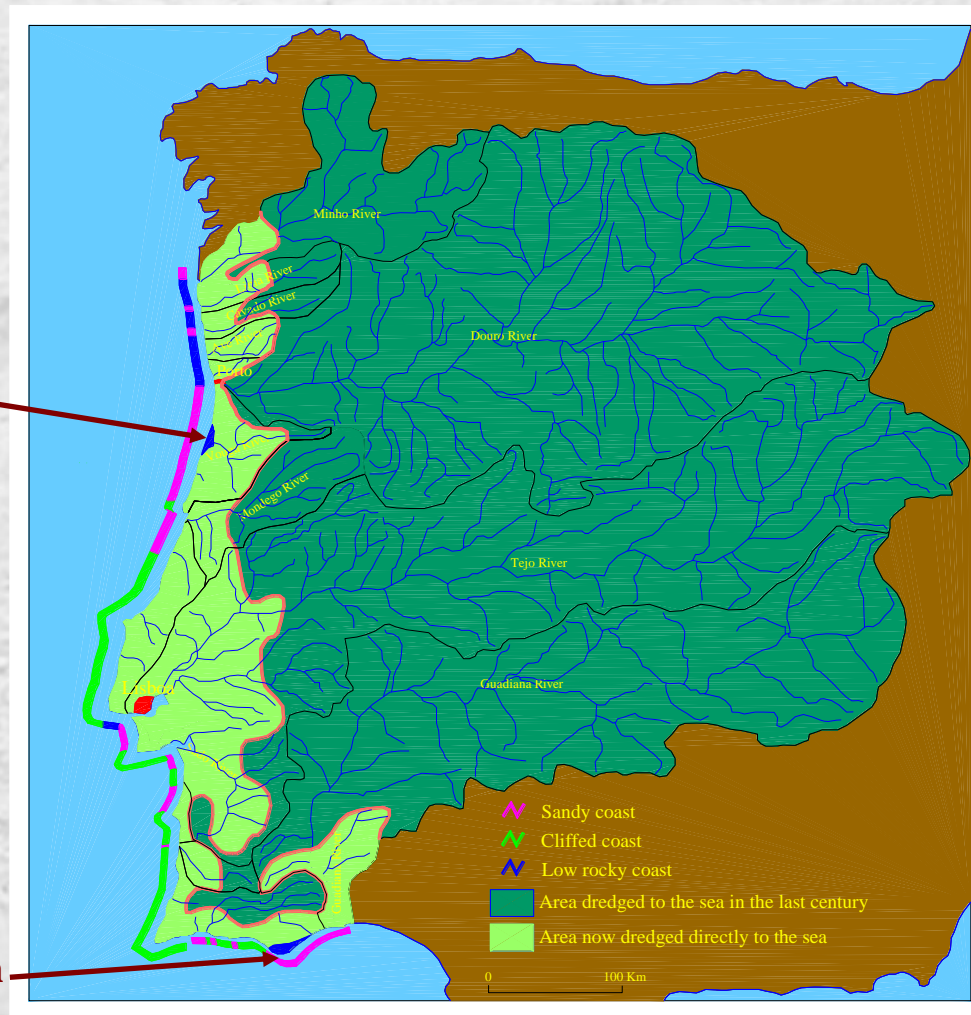 Minho River
River
Cávado River
Porto
Douro River
Mondego River
Tejo River
Lisboa
Guadiana River
Sandy coast
Cliffed coast
Low rocky coast
Area dredged to the sea in the last century
Area now dredged directly to the sea
0 100 Km